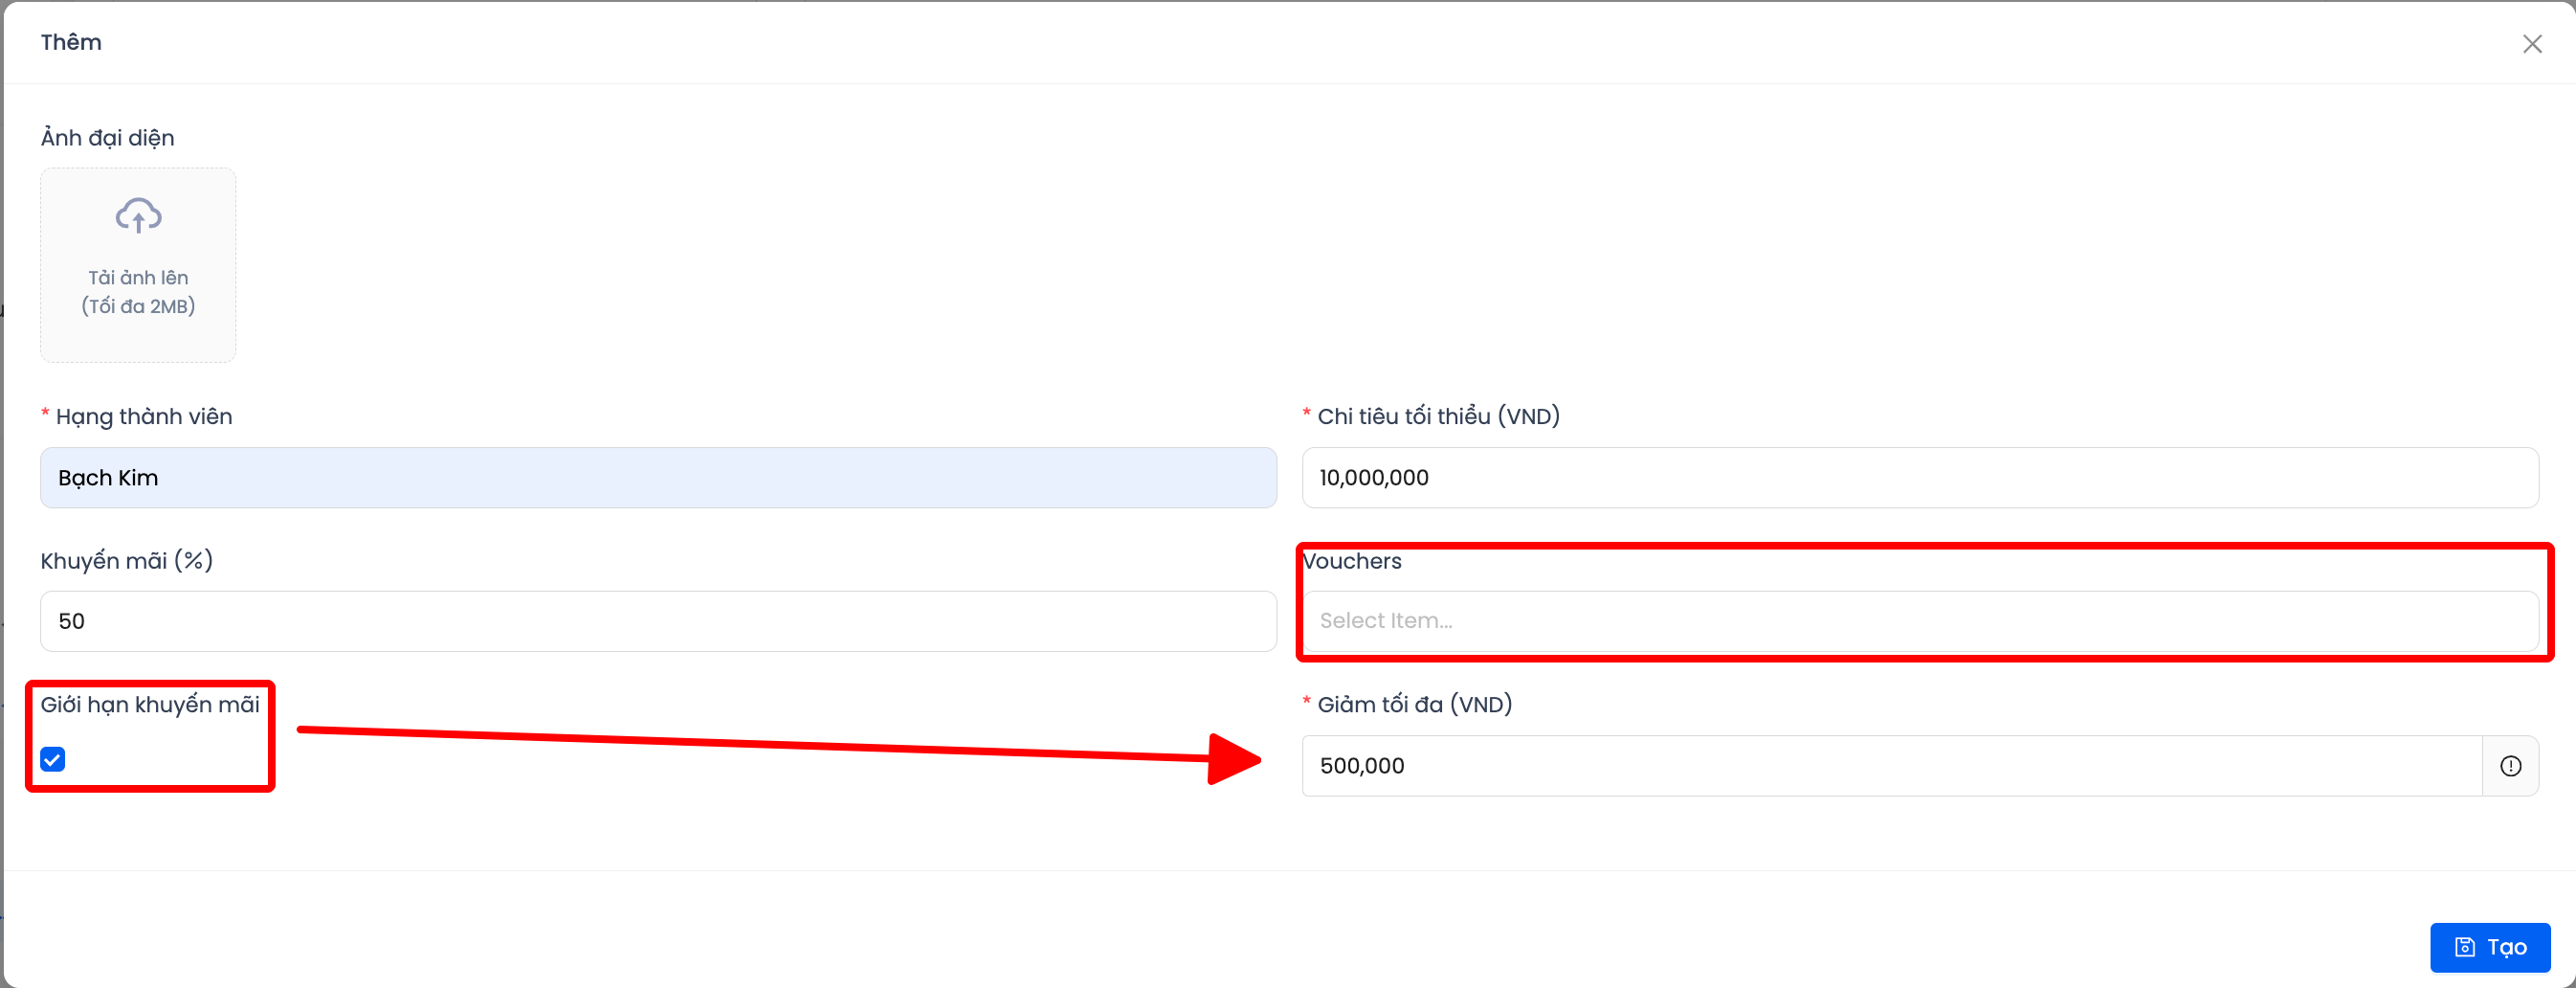 Thêm
Ảnh đại diện
Tải ảnh lên
(Tối đa 2MB)
* Hạng thành viên
* Chi tiêu tối thiểu (VND)
Bạch Kim
10,000,000
Khuyến mãi (%)
Vouchers
50
Select Item...
Giới hạn khuyến mãi
* Giảm tối đa (VND)
500,000
Tạo